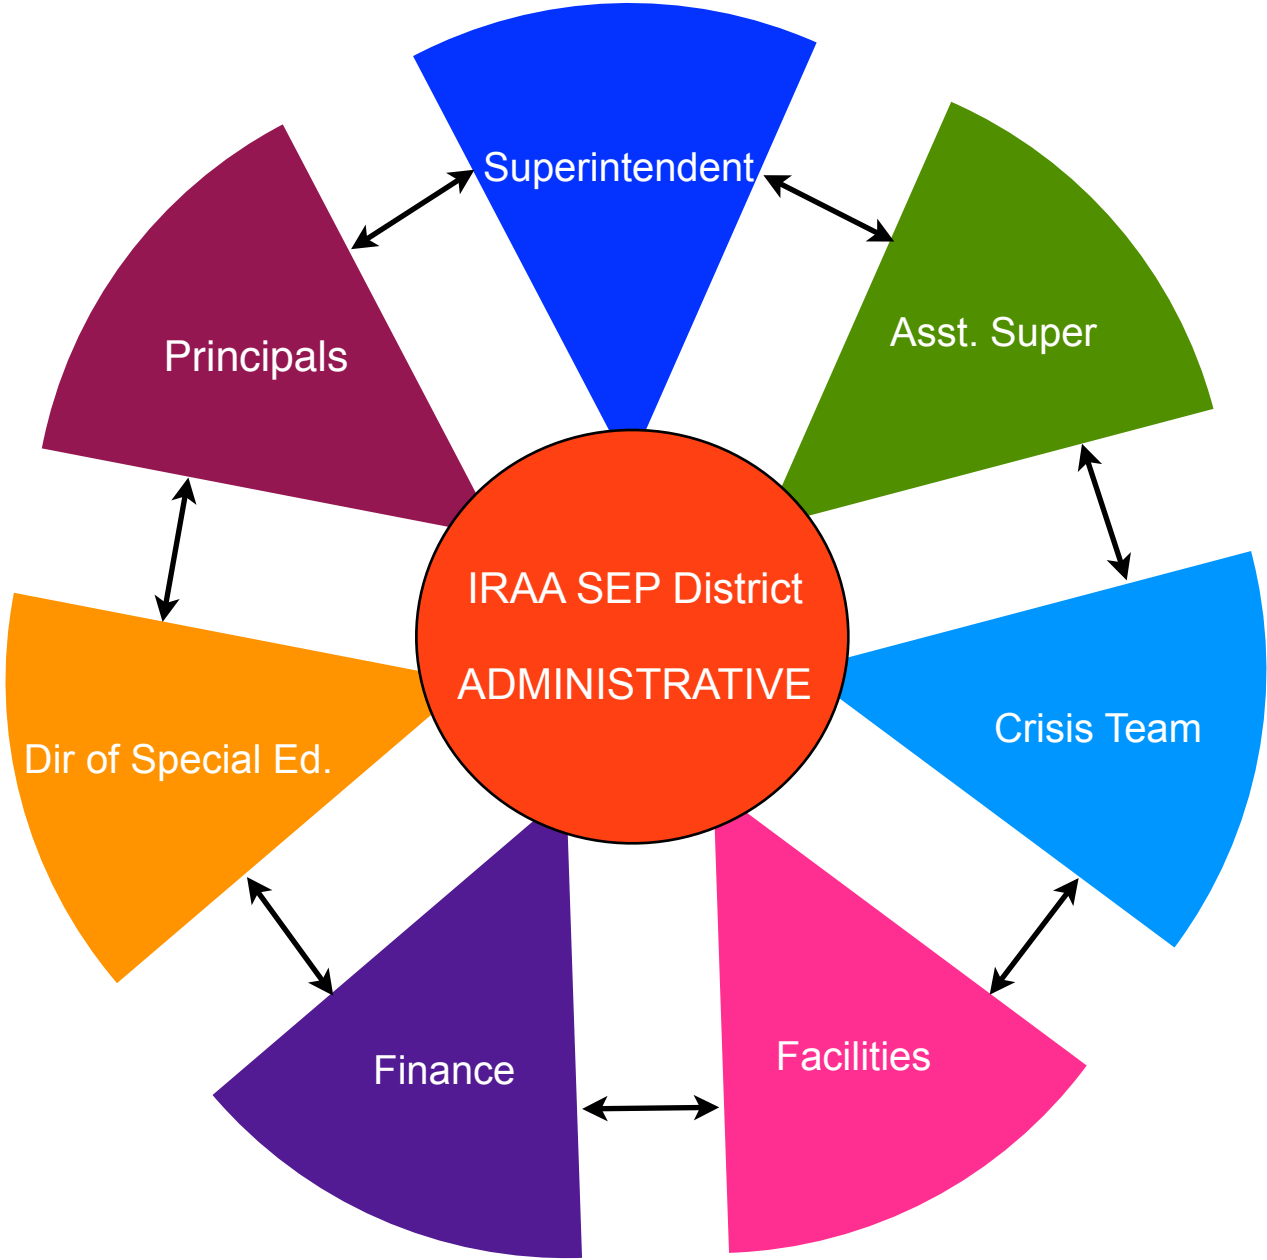 Superintendent
Asst. Super
Principals
IRAA SEP District
ADMINISTRATIVE
Crisis Team
Dir of Special Ed.
Facilities
Finance